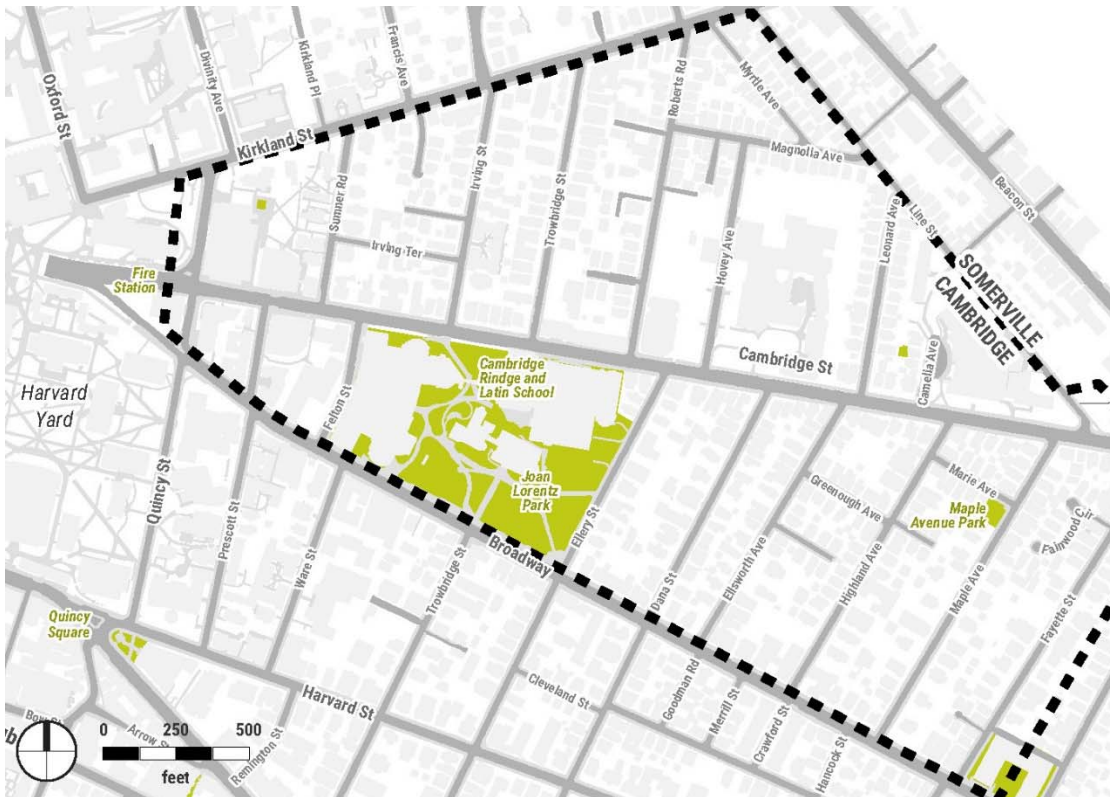 Oxford St
Divinity Ave
Kirkland Pl
Francis Ave
Kirkland St
Roberts Rd
Myrtle Ave
Magnolia Ave
Beacon St
Line St
Sumner Rd
Irving St
Trowbridge St
Irving Ter
Hovey Ave
Leonard Ave
SOMERVILLE
CAMBRIDGE
Fire
Station
Cambridge St
Camelia Ave
Harvard
Yard
Felton St
Cambridge
Rindge and
Latin School
Joan
Lorentz
Park
Quincy St
Prescott St
Ware St
Trowbridge St
Broadway
Ellery St
Dana St
Ellsworth Ave
Greenough Ave
Highland Ave
Marie Ave
Maple
Avenue Park
Maple Ave
Fainwood Cir
Fayette St
Quincy
Square
Harvard St
Cleveland St
Goodman Rd
Merrill St
Crawford St
Hancock St
Arrow St
Remington St
0 250 500
feet